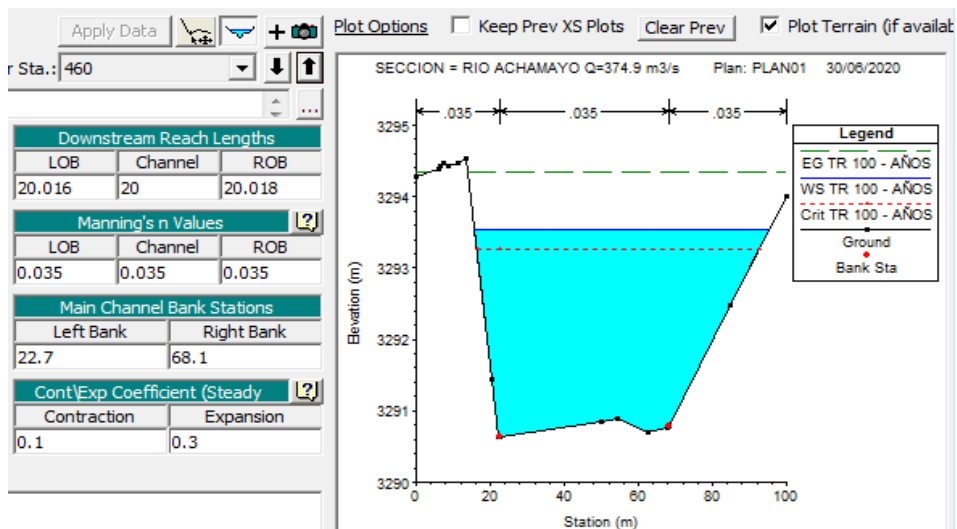 Apply Data
Plot Options Keep Prev XS Plots Clear Prev Plot Terrain (if availab
r Sta.: 460
...
Downstream Reach Lengths
LOB Channel ROB
20.016 20 20.018
Manning's n Values
LOB Channel ROB
0.035 0.035 0.035
Main Channel Bank Stations
Left Bank Right Bank
22.7 68.1
Cont\Exp Coefficient (Steady
Contraction Expansion
0.1 0.3
SECCION = RIO ACHAMAYO Q=374.9 m3/s Plan: PLAN01 30/06/2020
.035 .035 .035
3295
3294
3293
3292
3291
3290
Elevation (m)
0 20 40 60 80 100
Station (m)
Legend
EG TR 100 - AÑOS
WS TR 100 - AÑOS
Crit TR 100 - AÑOS
Ground
Bank Sta